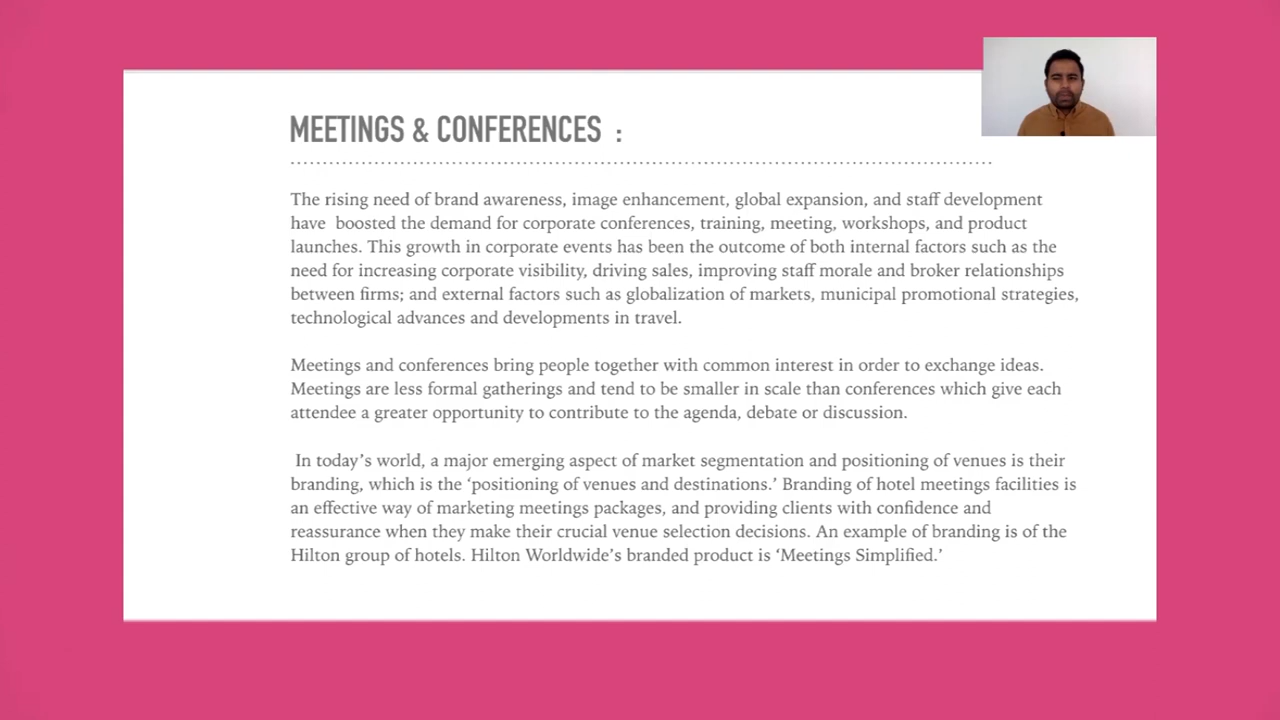 MEETINGS & CONFERENCES :
The rising need of brand awareness, image enhancement, global expansion, and staff development
have boosted the demand for corporate conferences, training, meeting, workshops, and product
launches. This growth in corporate events has been the outcome of both internal factors such as the
need for increasing corporate visibility, driving sales, improving staff morale and broker relationships
between firms; and external factors such as globalization of markets, municipal promotional strategies,
technological advances and developments in travel.
Meetings and conferences bring people together with common interest in order to exchange ideas.
Meetings are less formal gatherings and tend to be smaller in scale than conferences which give each
attendee a greater opportunity to contribute to the agenda, debate or discussion.
In today’s world, a major emerging aspect of market segmentation and positioning of venues is their
branding, which is the ‘positioning of venues and destinations.’ Branding of hotel meetings facilities is
an effective way of marketing meetings packages, and providing clients with confidence and
reassurance when they make their crucial venue selection decisions. An example of branding is of the
Hilton group of hotels. Hilton Worldwide’s branded product is ‘Meetings Simplified.’